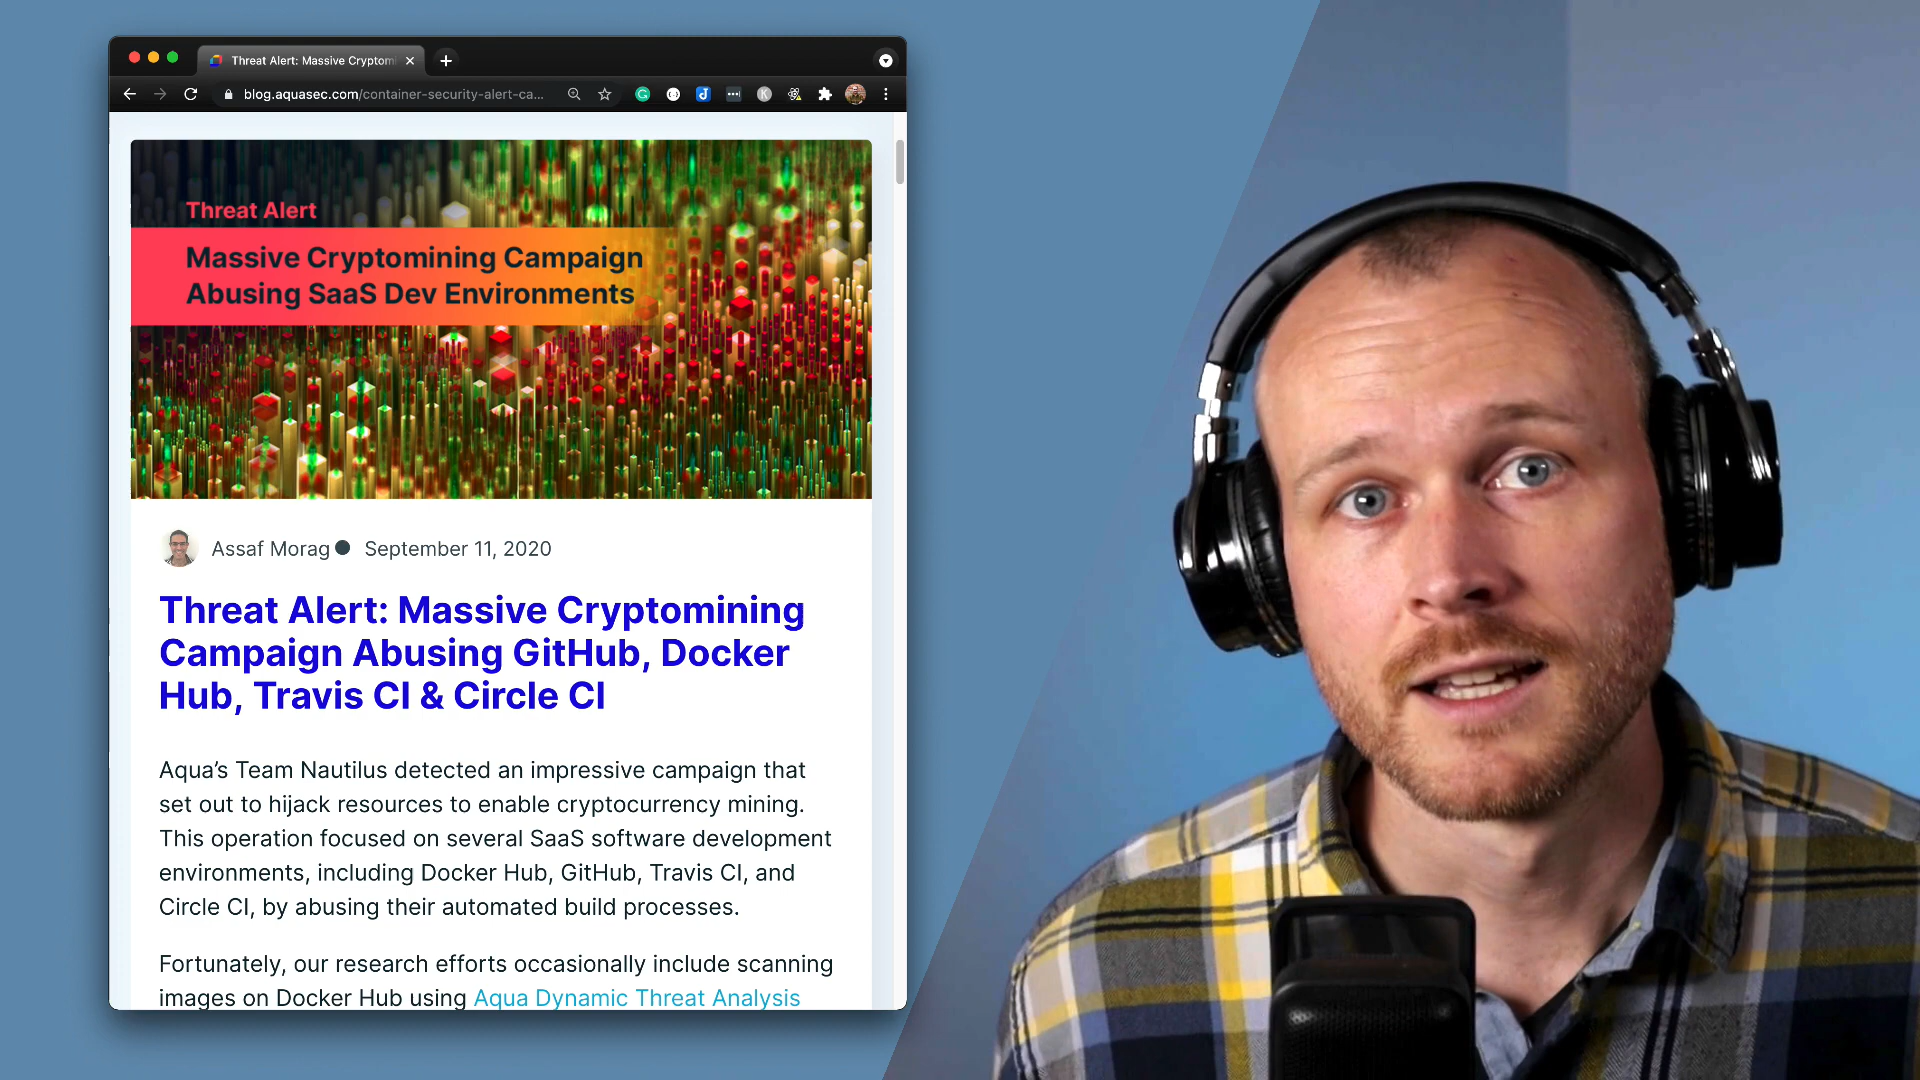 Threat Alert: Massive Cryptomi
blog.aquasec.com/container-security-alert-ca...
Threat Alert
Massive Cryptomining Campaign
Abusing SaaS Dev Environments
Assaf Morag ● September 11, 2020
Threat Alert: Massive Cryptomining
Campaign Abusing GitHub, Docker
Hub, Travis CI & Circle CI
Aqua’s Team Nautilus detected an impressive campaign that
set out to hijack resources to enable cryptocurrency mining.
This operation focused on several SaaS software development
environments, including Docker Hub, GitHub, Travis CI, and
Circle CI, by abusing their automated build processes.
Fortunately, our research efforts occasionally include scanning
images on Docker Hub using Aqua Dynamic Threat Analysis